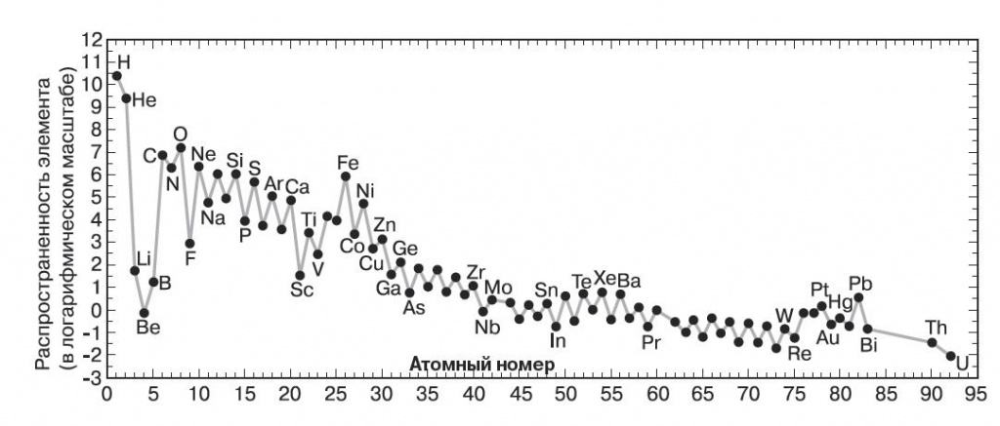 Распространенность элемента
(в логарифмическом масштабе)
12
11
10
9
8
7
6
5
4
3
2
1
0
-1
-2
-3
H
He
Li
Be
B
C
N
O
F
Ne
Na
Si
P
S
Ar
Ca
Sc
Ti
V
Fe
Co
Ni
Cu
Zn
Ga
Ge
As
Zr
Nb
Mo
Sn
In
Te
Xe
Ba
Pr
W
Re
Pt
Au
Hg
Pb
Bi
Th
U
Атомный номер
0 5 10 15 20 25 30 35 40 45 50 55 60 65 70 75 80 85 90 95